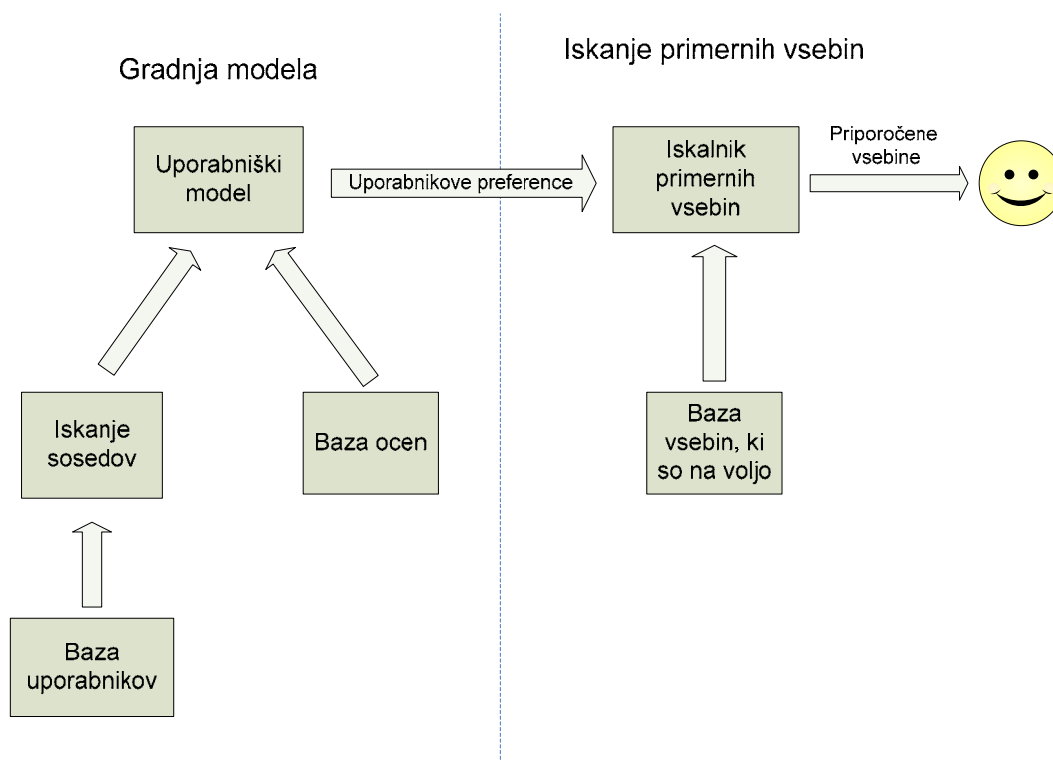 Gradnja modela
Iskanje primernih vsebin
Uporabniški
model
Uporabnikove preference
Iskalnik
primernih
vsebin
Priporočene
vsebine
Iskanje
sosedov
Baza ocen
Baza
vsebin, ki
so na voljo
Baza
uporabnikov